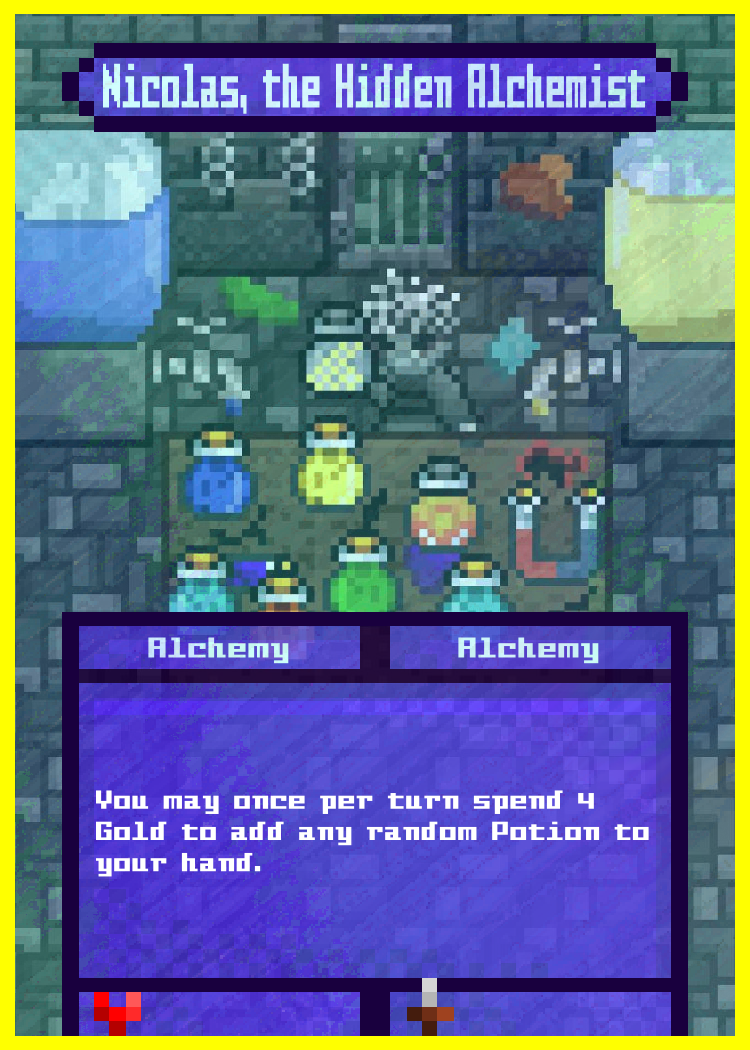 Nicolas, the Hidden Alchemist
Alchemy
Alchemy
You may once per turn spend 4
Gold to add any random Potion to
your hand.